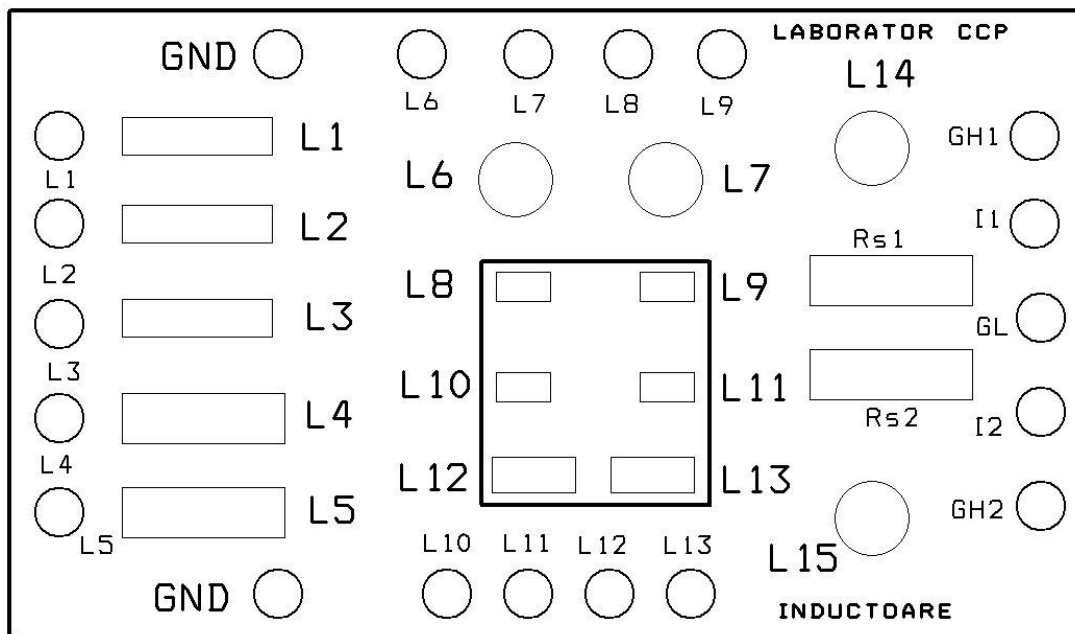 LABORATOR CCP
GND
L6 L7 L8 L9
L14
L1
L1
L2
L2
L3
L3
L4
L4
L5
L5
GND
L6
L7
L8
L9
L10
L11
L12
L13
L10 L11 L12 L13
GH1
I1
Rs1
GL
Rs2
I2
GH2
L15
INDUCTOARE